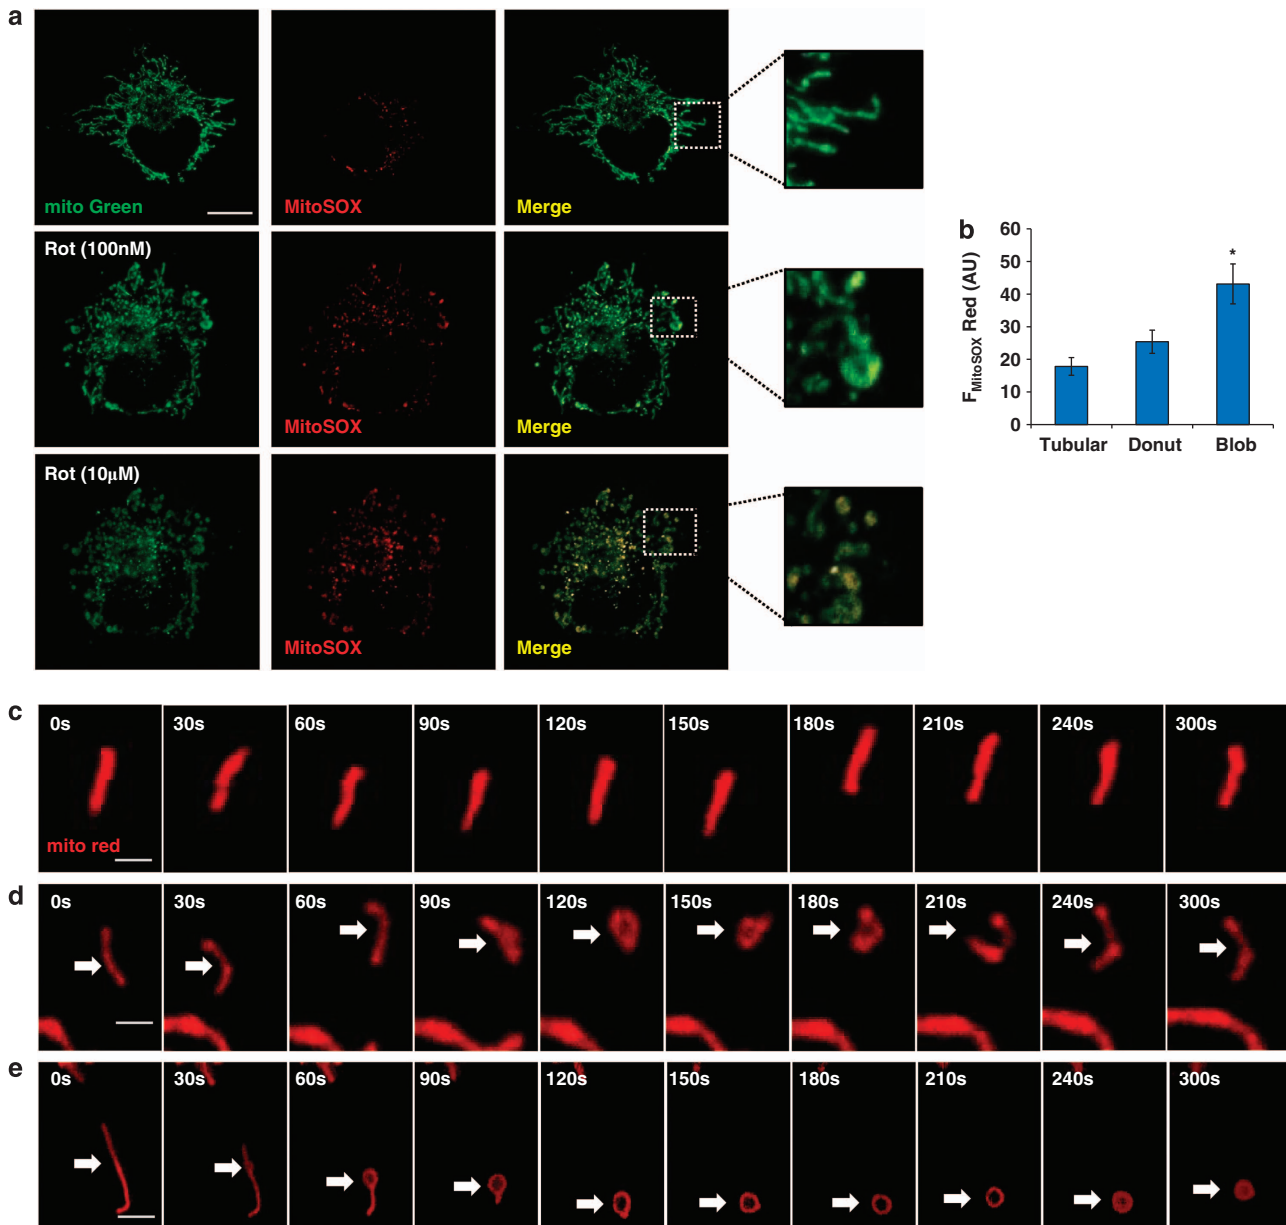 a
mito Green
MitoSOX
Merge
Rot (100nM)
MitoSOX
Merge
Rot (10µM)
MitoSOX
Merge
b
F MitoSOX Red (AU)
60
50
40
30
20
10
0
*
Tubular Donut Blob
c
0s 30s 60s 90s 120s 150s 180s 210s 240s 300s
mito red
d
0s 30s 60s 90s 120s 150s 180s 210s 240s 300s
e
0s 30s 60s 90s 120s 150s 180s 210s 240s 300s